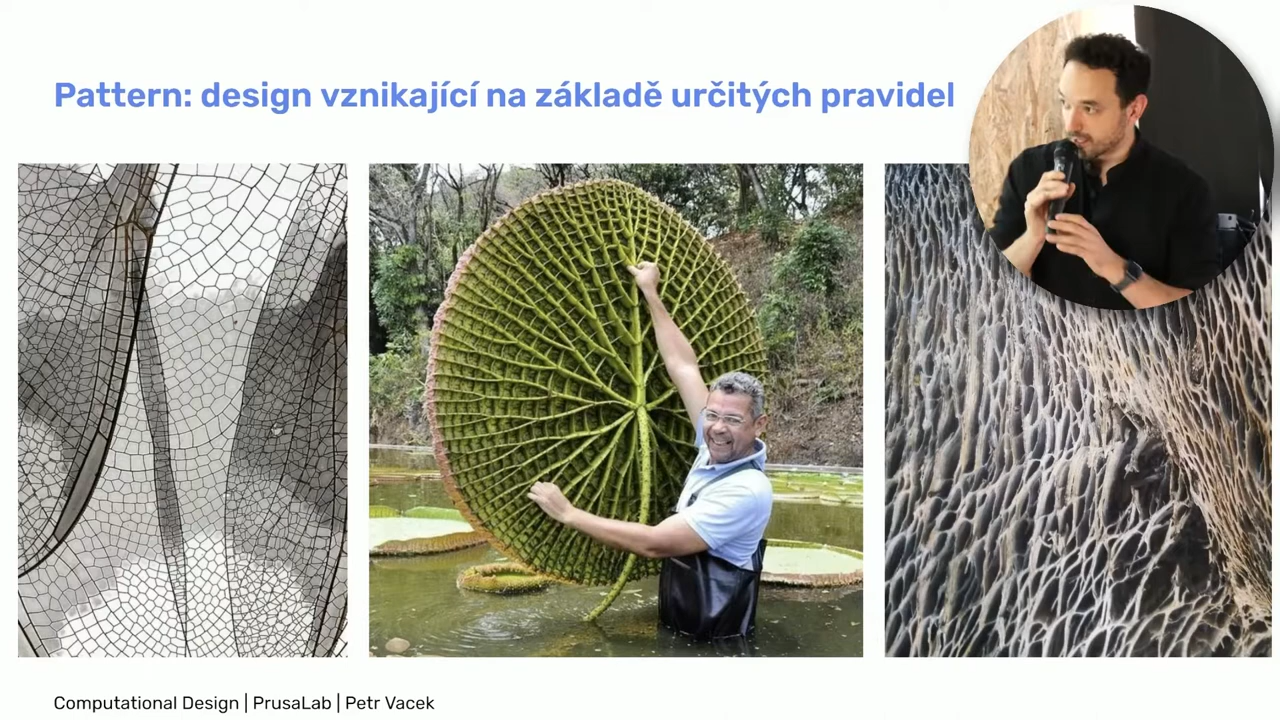 Pattern: design vznikající na základě určitých pravidel
Computational Design | PrusaLab | Petr Vacek